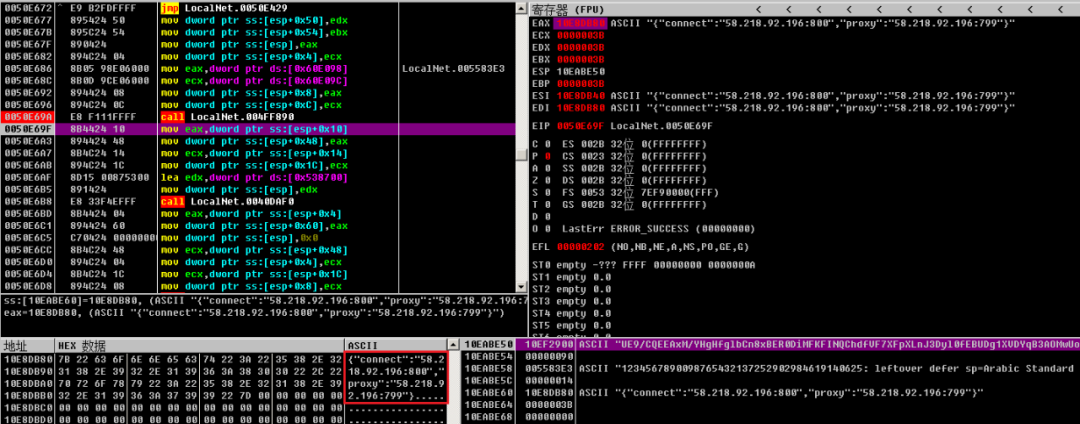 0050E672 ^ E9 B2FDFFFF jmp LocalNet.0050E429
0050E677 895424 50 mov dword ptr ss:[esp+0x50],edx
0050E67B 895C24 54 mov dword ptr ss:[esp+0x54],ebx
0050E67F 890424 mov dword ptr ss:[esp],eax
0050E682 894C24 04 mov dword ptr ss:[esp+0x4],ecx
0050E686 8B05 98E06000 mov eax,dword ptr ds:[0x60E098] LocalNet.005583E3
0050E68C 8B0D 9CE06000 mov ecx,dword ptr ds:[0x60E09C]
0050E692 894424 08 mov dword ptr ss:[esp+0x8],eax
0050E696 894C24 0C mov dword ptr ss:[esp+0xC],ecx
0050E69A E8 F111FFFF call LocalNet.004FF890
0050E69F 8B4424 10 mov eax,dword ptr ss:[esp+0x10]
0050E6A3 894424 48 mov dword ptr ss:[esp+0x48],eax
0050E6A7 8B4C24 14 mov ecx,dword ptr ss:[esp+0x14]
0050E6AB 894C24 1C mov dword ptr ss:[esp+0x1C],ecx
0050E6AF 8D15 00875300 lea edx,dword ptr ds:[0x538700]
0050E6B5 891424 mov dword ptr ss:[esp],edx
0050E6B8 E8 33F4EFFF call LocalNet.0040DAF0
0050E6BD 8B4424 04 mov eax,dword ptr ss:[esp+0x4]
0050E6C1 894424 60 mov dword ptr ss:[esp+0x60],eax
0050E6C5 C70424 0000000 mov dword ptr ss:[esp],0x0
0050E6CC 8B4C24 48 mov ecx,dword ptr ss:[esp+0x48]
0050E6D0 894C24 04 mov dword ptr ss:[esp+0x4],ecx
0050E6D4 8B4C24 1C mov ecx,dword ptr ss:[esp+0x1C]
0050E6D8 894C24 08 mov dword ptr ss:[esp+0x8],ecx
ss:[10EABE60]=10E8DB80, (ASCII "{"connect":"58.218.92.196:800","proxy":"58.218.92.196:7
eax=10E8DB80, (ASCII "{"connect":"58.218.92.196:800","proxy":"58.218.92.196:799"}")
寄存器 (FPU) < < < < <
EAX 10E8DB80 ASCII "{"connect":"58.218.92.196:800","proxy":"58.218.92.196:799"}"
ECX 0000003B
EDX 0000003B
EBX 0000003B
ESP 10EABE50
EBP 0000003B
ESI 10E8DB40 ASCII "{"connect":"58.218.92.196:800","proxy":"58.218.92.196:799"}"
EDI 10E8DB80 ASCII "{"connect":"58.218.92.196:800","proxy":"58.218.92.196:799"}"
EIP 0050E69F LocalNet.0050E69F
C 0 ES 002B 32位 0(FFFFFFFF)
P 0 CS 0023 32位 0(FFFFFFFF)
A 0 SS 002B 32位 0(FFFFFFFF)
Z 0 DS 002B 32位 0(FFFFFFFF)
S 0 FS 0053 32位 7EF90000(FFF)
T 0 GS 002B 32位 0(FFFFFFFF)
D 0
O 0 LastErr ERROR_SUCCESS (00000000)
EFL 00000202 (NO,NB,NE,A,NS,PO,GE,G)
ST0 empty -??? FFFF 00000000 0000000A
ST1 empty 0.0
ST2 empty 0.0
ST3 empty 0.0
ST4 empty 0.0
ST5 empty 0.0
地址 HEX 数据 ASCII
10E8DB80 7B 22 63 6F 6E 6E 65 63 74 22 3A 22 35 38 2E 32 {"connect":"58.2
10E8DB90 31 38 2E 39 32 2E 31 39 36 3A 38 30 30 22 2C 22 18.92.196:800","
10E8DBA0 70 72 6F 78 79 22 3A 22 35 38 2E 32 31 38 2E 39 proxy":"58.218.9
10E8DBB0 32 2E 31 39 36 3A 37 39 39 22 7D 00 00 00 00 00 2.196:799"}.....
10E8DBC0 00 00 00 00 00 00 00 00 00 00 00 00 00 00 00 00 ................
10E8DBD0 00 00 00 00 00 00 00 00 00 00 00 00 00 00 00 00 ................
10EABE50 10EF2900 ASCII
10EABE54 00000090
10EABE58 005583E3 ASCII "1234567890098765432137252902984619140625: leftover defer sp=Arabic Standard
10EABE5C 00000014
10EABE60 10E8DB80 ASCII "{"connect":"58.218.92.196:800","proxy":"58.218.92.196:799"}"
10EABE64 0000003B
10EABE68 00000000